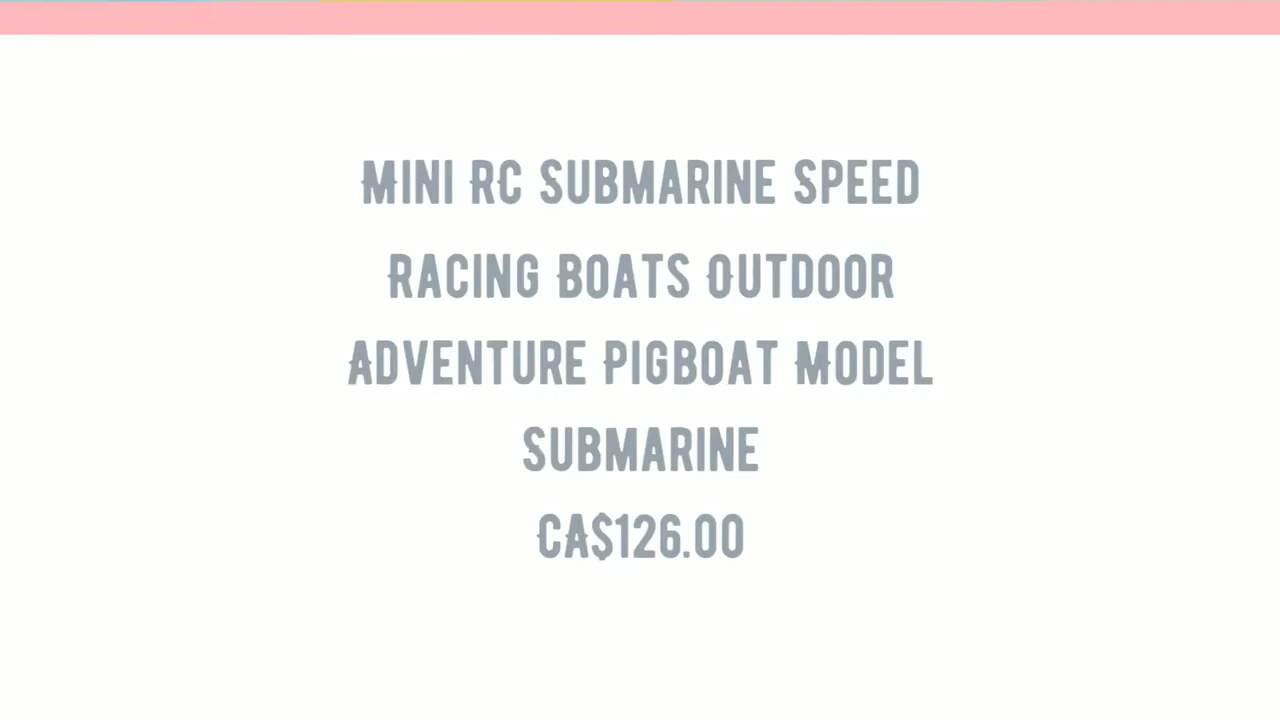 Mini RC Submarine Speed
Racing Boats Outdoor
Adventure Pigboat Model
Submarine
CA$126.00